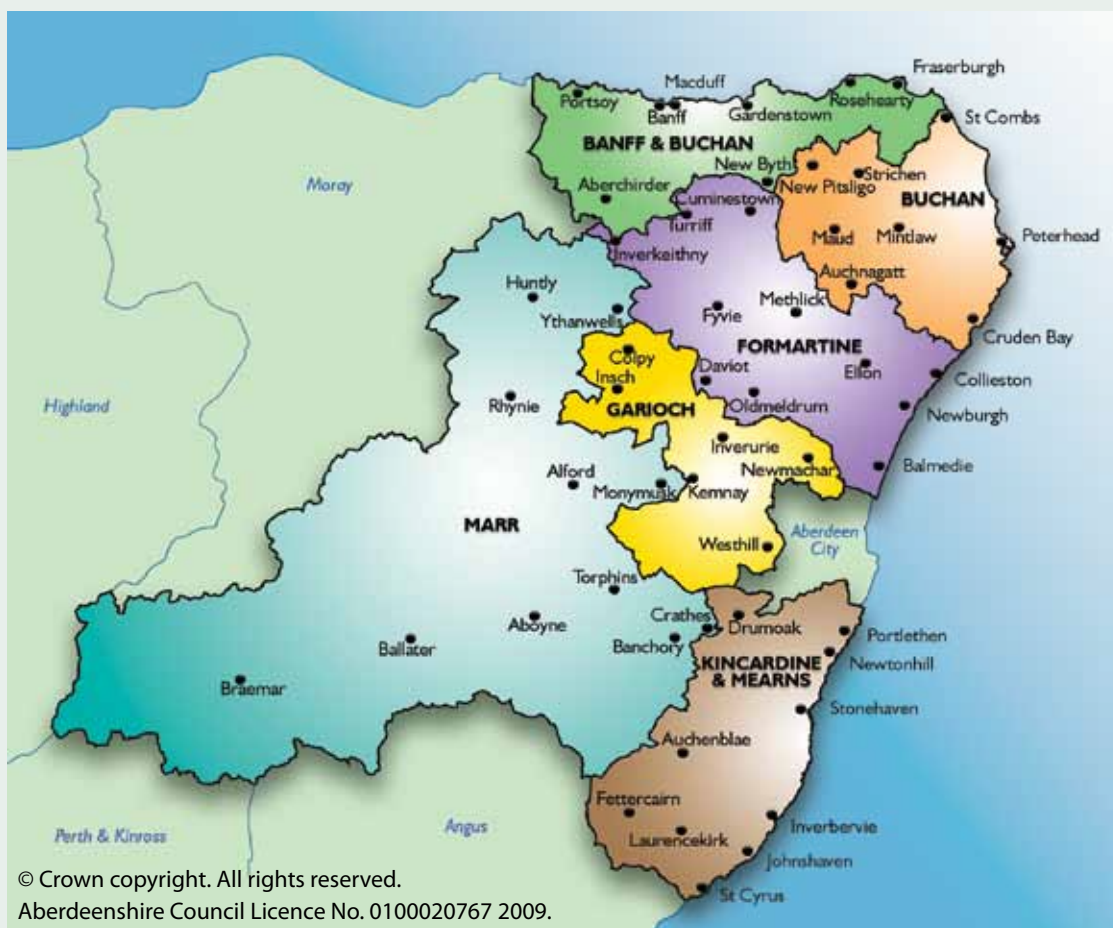 Fraserburgh
Macduff
Portsoy
Banff
Gardenstown
Rosehearty
St Combs
BANFF & BUCHAN
New Byth
Strichen
New Pitsligo
Moray
Aberchirder
Cuminestown
BUCHAN
Turriff
Maud
Mintlaw
Peterhead
Inverkeithny
Auchnagatt
Huntly
Methlick
Fyvie
Ythanwells
Cruden Bay
FORMARTINE
Colpy
Daviot
Ellon
Collieston
Insch
Highland
Rhynie
GARIOCH
Oldmeldrum
Newburgh
Inverurie
Newmachar
Balmedie
Alford
Monymusk
Kemnay
MARR
Aberdeen
City
Westhill
Torphins
Crathes
Drumoak
Aboyne
Portlethen
Ballater
Banchory
KINCARDINE
& MEARNS
Newtonhill
Braemar
Stonehaven
Auchenblae
Fettercairn
Inverbervie
Perth & Kinross
Angus
Laurencekirk
Johnshaven
St Cyrus
© Crown copyright. All rights reserved.
Aberdeenshire Council Licence No. 0100020767 2009.